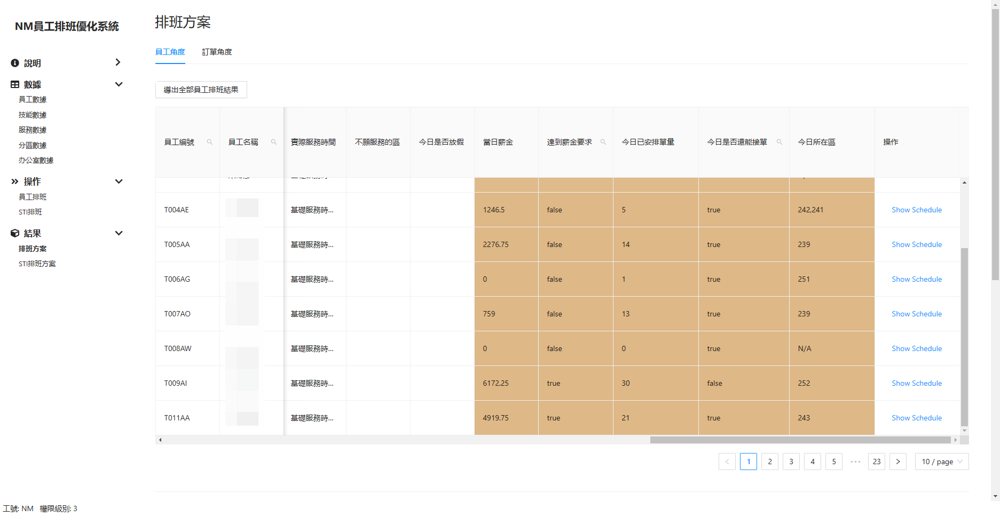 NM員工排班優化系統
說明
數據
員工數據
技能數據
服務數據
分區數據
办公室數據
操作
員工排班
STI排班
結果
排班方案
STI排班方案
工號: NM 權限級別: 3
排班方案
員工角度 訂單角度
導出全部員工排班結果
員工編號 員工名稱 實際服務時間 不願服務的區 今日是否放假 當日薪金 達到薪金要求 今日已安排單量 今日是否還能接單 今日所在區 操作
T004AE 基礎服務時... 1246.5 false 5 true 242,241 Show Schedule
T005AA 基礎服務時... 2276.75 false 14 true 239 Show Schedule
T006AG 基礎服務時... 0 false 1 true 251 Show Schedule
T007AO 基礎服務時... 759 false 13 true 239 Show Schedule
T008AW 基礎服務時... 0 false 0 true N/A Show Schedule
T009AI 基礎服務時... 6172.25 true 30 false 252 Show Schedule
T011AA 基礎服務時... 4919.75 true 21 true 243 Show Schedule
1 2 3 4 5 ••• 23 10 / page